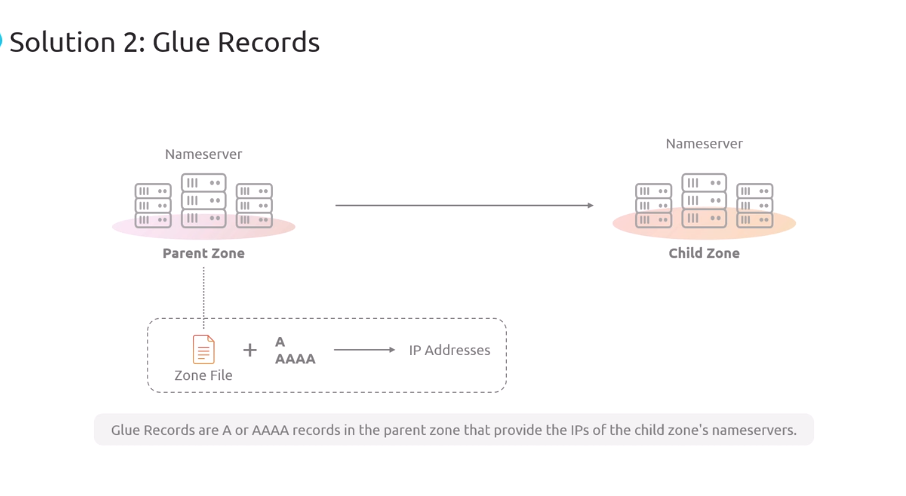 Solution 2: Glue Records
Nameserver
Nameserver
Parent Zone
Child Zone
A
AAAA
IP Addresses
Zone File
Glue Records are A or AAAA records in the parent zone that provide the IPs of the child zone's nameservers.